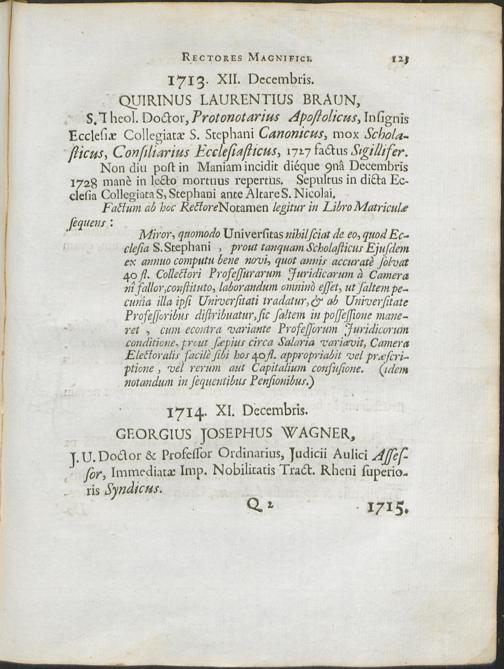 RECTORES MAGNIFICI. 123
1713. XII. Decembris.
QUIRINUS LAURENTIUS BRAUN,
S. Theol. Doctor, Protonotarius Apoſtolicus, Inſignis
Eccleſiæ Collegiatæ S. Stephani Canonicus, mox Schola-
ſticus, Conſiliarius Eccleſiaſticus, 1727 factus Sigillifer.
Non diu poſt in Maniam incidit diéque 9nâ Decembris
1728 manè in lecto mortuus repertus. Sepultus in dicta Ec-
cleſia Collegiata S, Stephani ante Altare S. Nicolai.
Factum ab hoc Rectore Notamen legitur in Libro Matriculæ
ſequens :
Miror, quomodo Univerſitas nihil ſciat de eo, quod Ec-
cleſia S. Stephani , prout tanquam Scholaſticus Ejuſdem
ex annuo computu bene novi, quot annis accuratè ſolvat
40 fl. Collectori Profeſſurarum Juridicarum à Camera
nî fallor, conſtituto, laborandum omninò eſſet, ut ſaltem pe-
cunia illa ipſi Univerſitati tradatur, & ab Univerſitate
Profeſſoribus diſtribuatur, ſic ſaltem in poſſeſſione mane-
ret , cum econtra variante Profeſſorum Juridicorum
conditione, prout ſæpius circa Salaria variavit, Camera
Electoralis facilè ſibi hos 40 fl. appropriabit vel præſcri-
ptione , vel rerum aut Capitalium confuſione. (idem
notandum in ſequentibus Penſionibus.)
1714. XI. Decembris.
GEORGIUS JOSEPHUS WAGNER,
J. U. Doctor & Profeſſor Ordinarius, Judicii Aulici Aſſeſ-
ſor, Immediatæ Imp. Nobilitatis Tract. Rheni ſuperio-
ris Syndicus.
Q 2 1715.